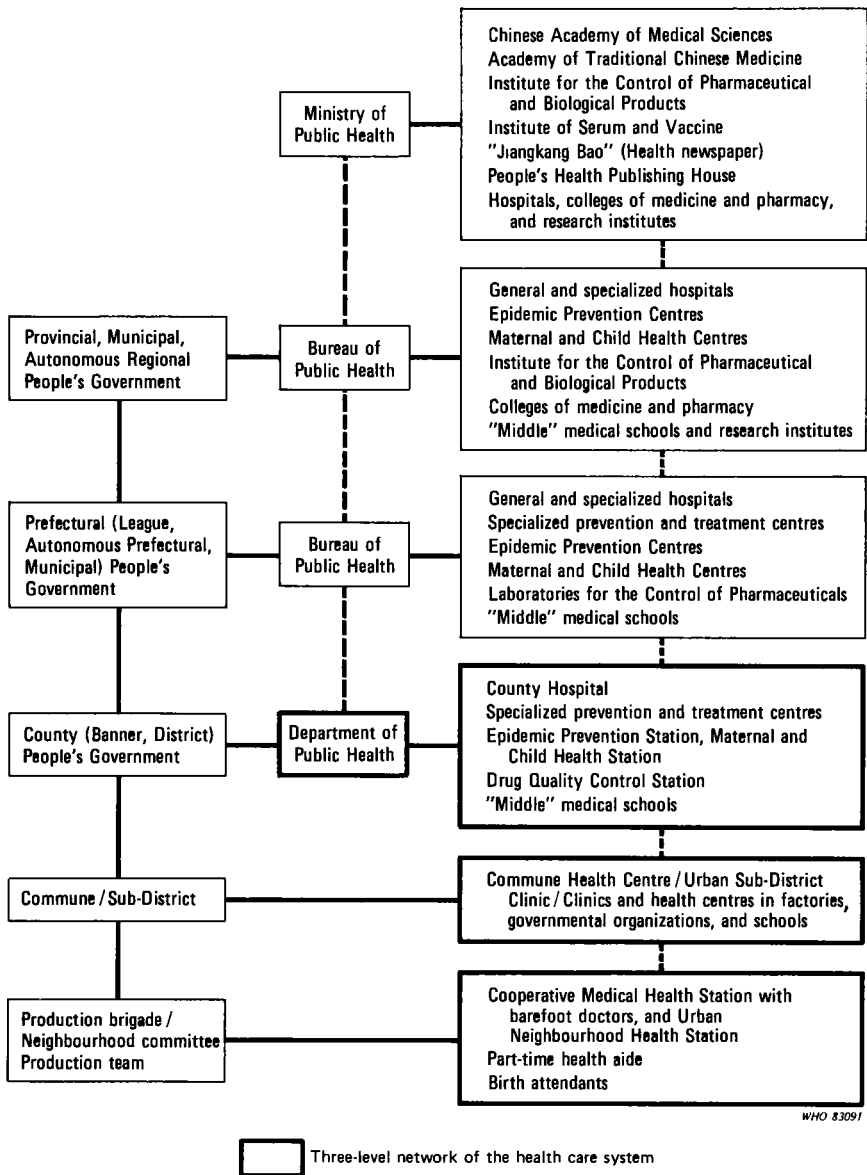 Chinese Academy of Medical Sciences
Academy of Traditional Chinese Medicine
Institute for the Control of Pharmaceutical
and Biological Products
Institute of Serum and Vaccine
"Jiangkang Bao" (Health newspaper)
People's Health Publishing House
Hospitals, colleges of medicine and pharmacy,
and research institutes
Ministry of
Public Health
Provincial, Municipal,
Autonomous Regional
People's Government
Bureau of
Public Health
General and specialized hospitals
Epidemic Prevention Centres
Maternal and Child Health Centres
Institute for the Control of Pharmaceutical
and Biological Products
Colleges of medicine and pharmacy
"Middle" medical schools and research institutes
Prefectural (League,
Autonomous Prefectural,
Municipal) People's
Government
Bureau of
Public Health
General and specialized hospitals
Specialized prevention and treatment centres
Epidemic Prevention Centres
Maternal and Child Health Centres
Laboratories for the Control of Pharmaceuticals
"Middle" medical schools
County (Banner, District)
People's Government
Department of
Public Health
County Hospital
Specialized prevention and treatment centres
Epidemic Prevention Station, Maternal and
Child Health Station
Drug Quality Control Station
"Middle" medical schools
Commune/Sub-District
Commune Health Centre/Urban Sub-District
Clinic/Clinics and health centres in factories,
governmental organizations, and schools
Production brigade/
Neighbourhood committee
Production team
Cooperative Medical Health Station with
barefoot doctors, and Urban
Neighbourhood Health Station
Part-time health aide
Birth attendants
WHO 83091
Three-level network of the health care system